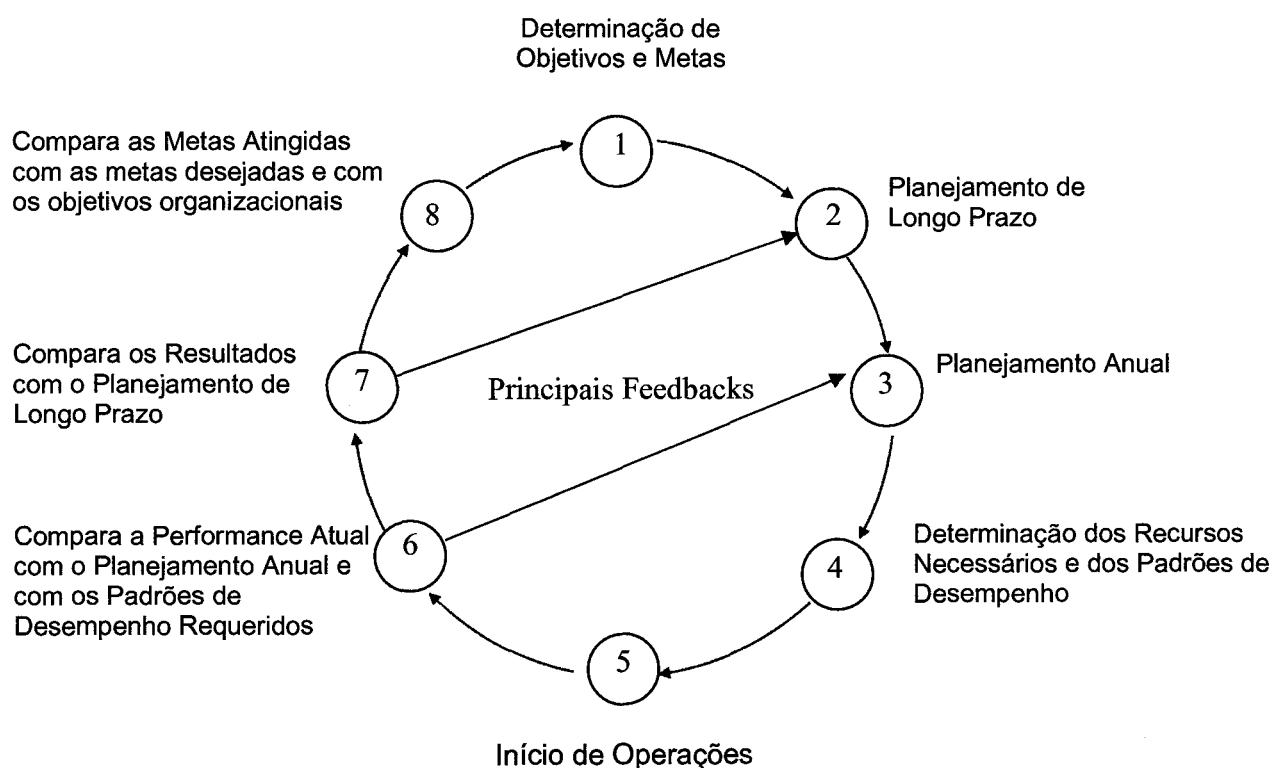 Determinação de
Objetivos e Metas
1
Compara as Metas Atingidas
com as metas desejadas e com
os objetivos organizacionais
8
2
Planejamento de
Longo Prazo
Compara os Resultados
com o Planejamento de
Longo Prazo
7
Principais Feedbacks
3
Planejamento Anual
Compara a Performance Atual
com o Planejamento Anual e
com os Padrões de
Desempenho Requeridos
6
4
Determinação dos Recursos
Necessários e dos Padrões de
Desempenho
5
Início de Operações